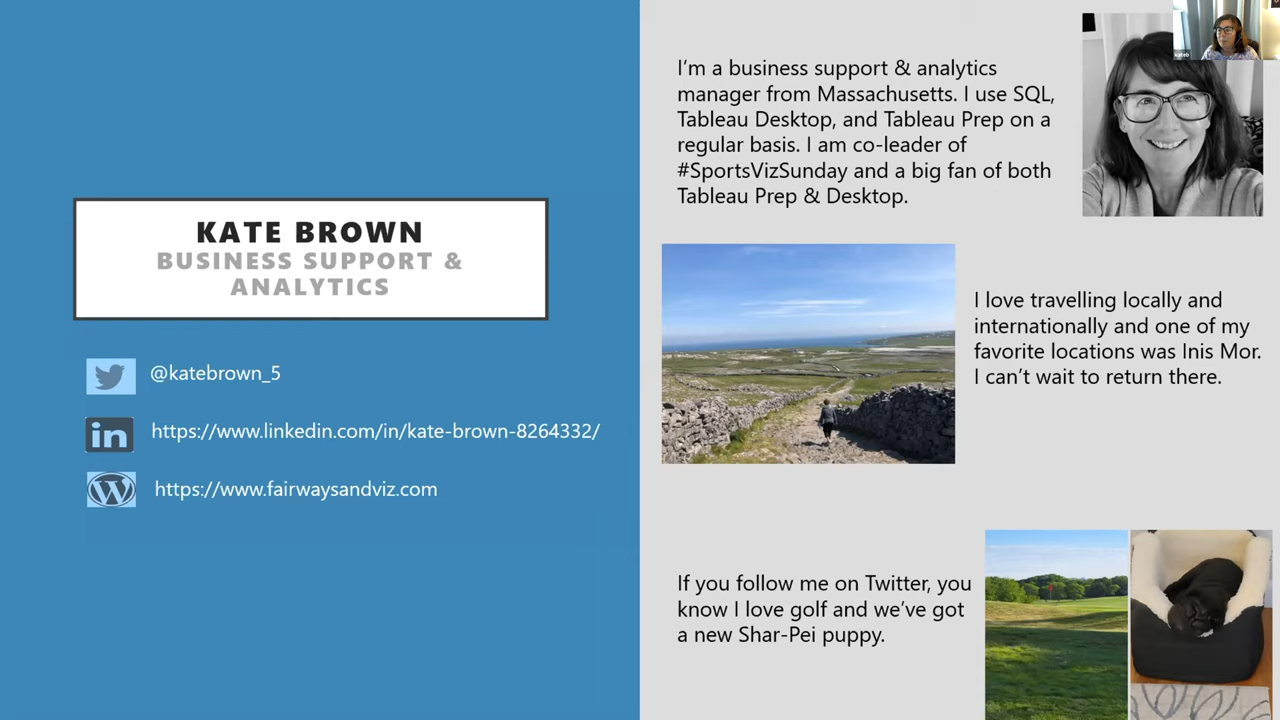 KATE BROWN
BUSINESS SUPPORT &
ANALYTICS
@katebrown_5
in
https://www.linkedin.com/in/kate-brown-8264332/
W
https://www.fairwaysandviz.com
I'm a business support & analytics
manager from Massachusetts. I use SQL,
Tableau Desktop, and Tableau Prep on a
regular basis. I am co-leader of
#SportsVizSunday and a big fan of both
Tableau Prep & Desktop.
I love travelling locally and
internationally and one of my
favorite locations was Inis Mor.
I can't wait to return there.
If you follow me on Twitter, you
know I love golf and we've got
a new Shar-Pei puppy.
kateb